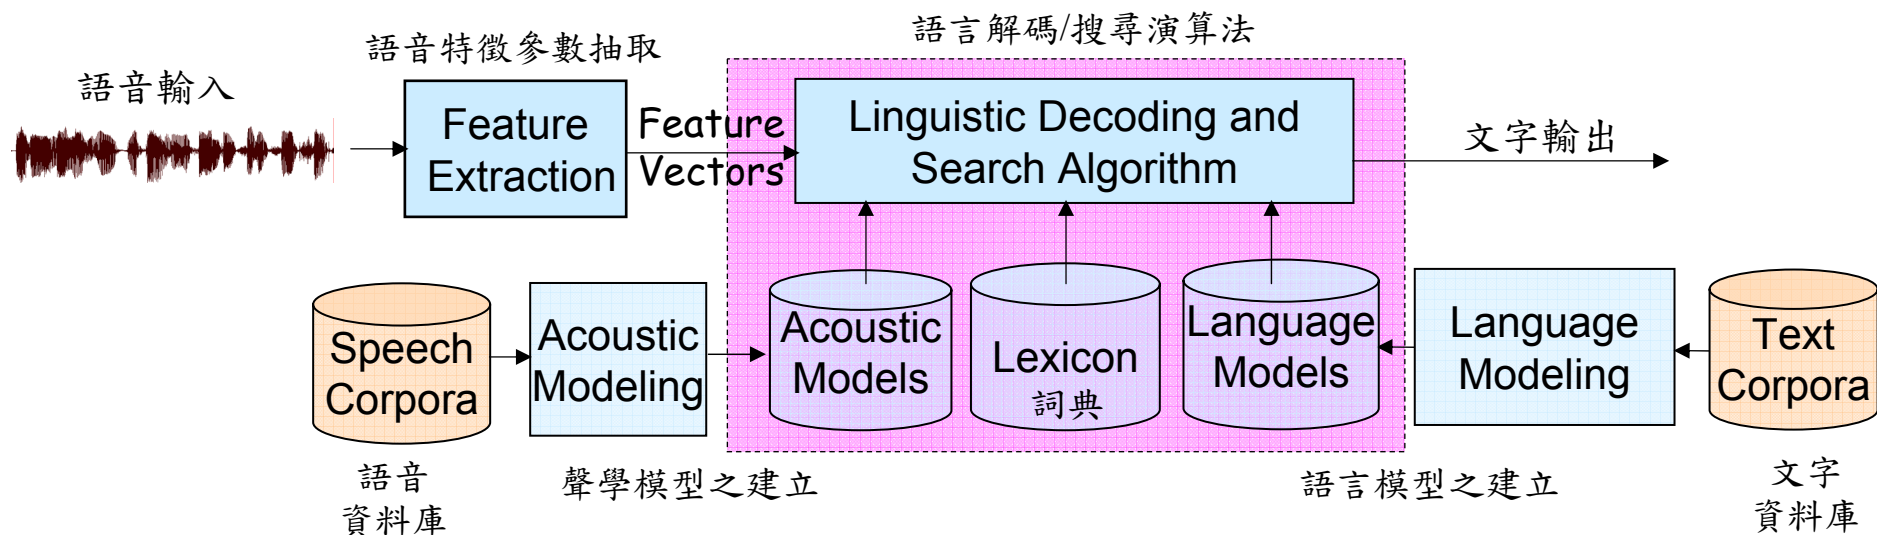 語言解碼/搜尋演算法
語音特徵參數抽取
語音輸入
Feature
Extraction
Feature
Vectors
Linguistic Decoding and
Search Algorithm
文字輸出
Speech
Corpora
Acoustic
Modeling
Acoustic
Models
Lexicon
詞典
Language
Models
Language
Modeling
Text
Corpora
語音
資料庫
聲學模型之建立
語言模型之建立
文字
資料庫